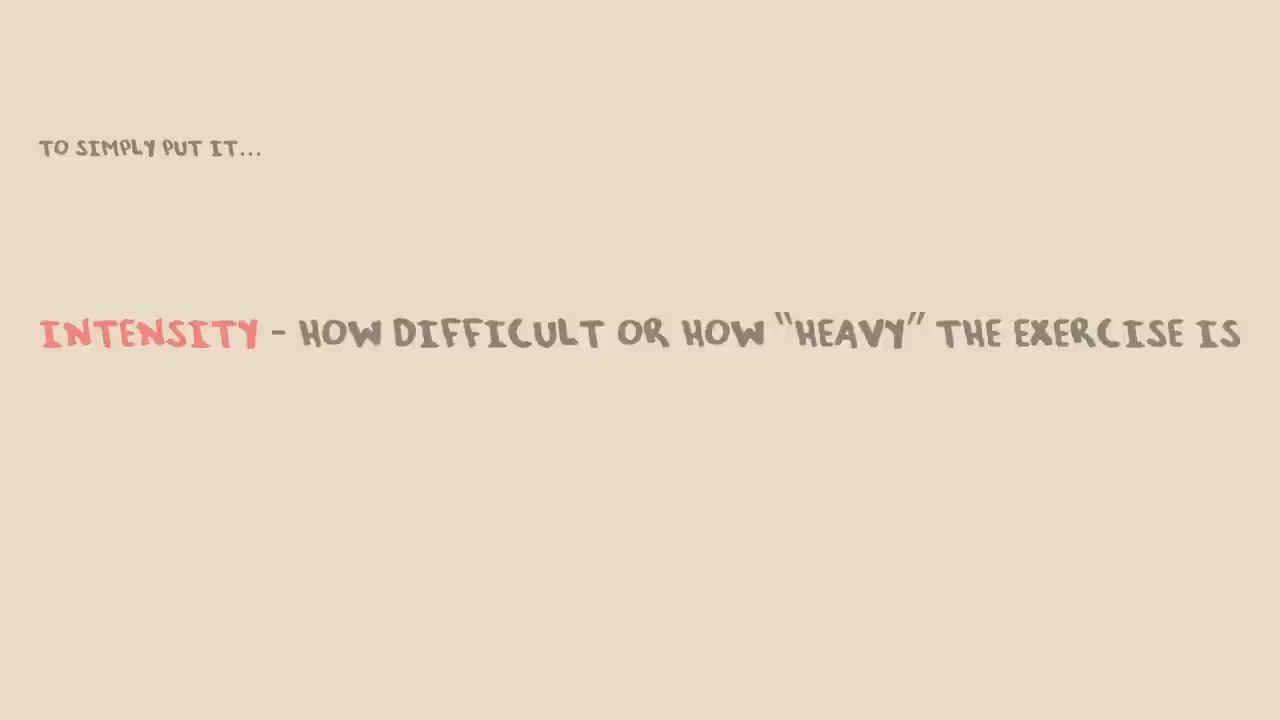 TO SIMPLY PUT IT...
INTENSITY - HOW DIFFICULT OR HOW "HEAVY" THE EXERCISE IS